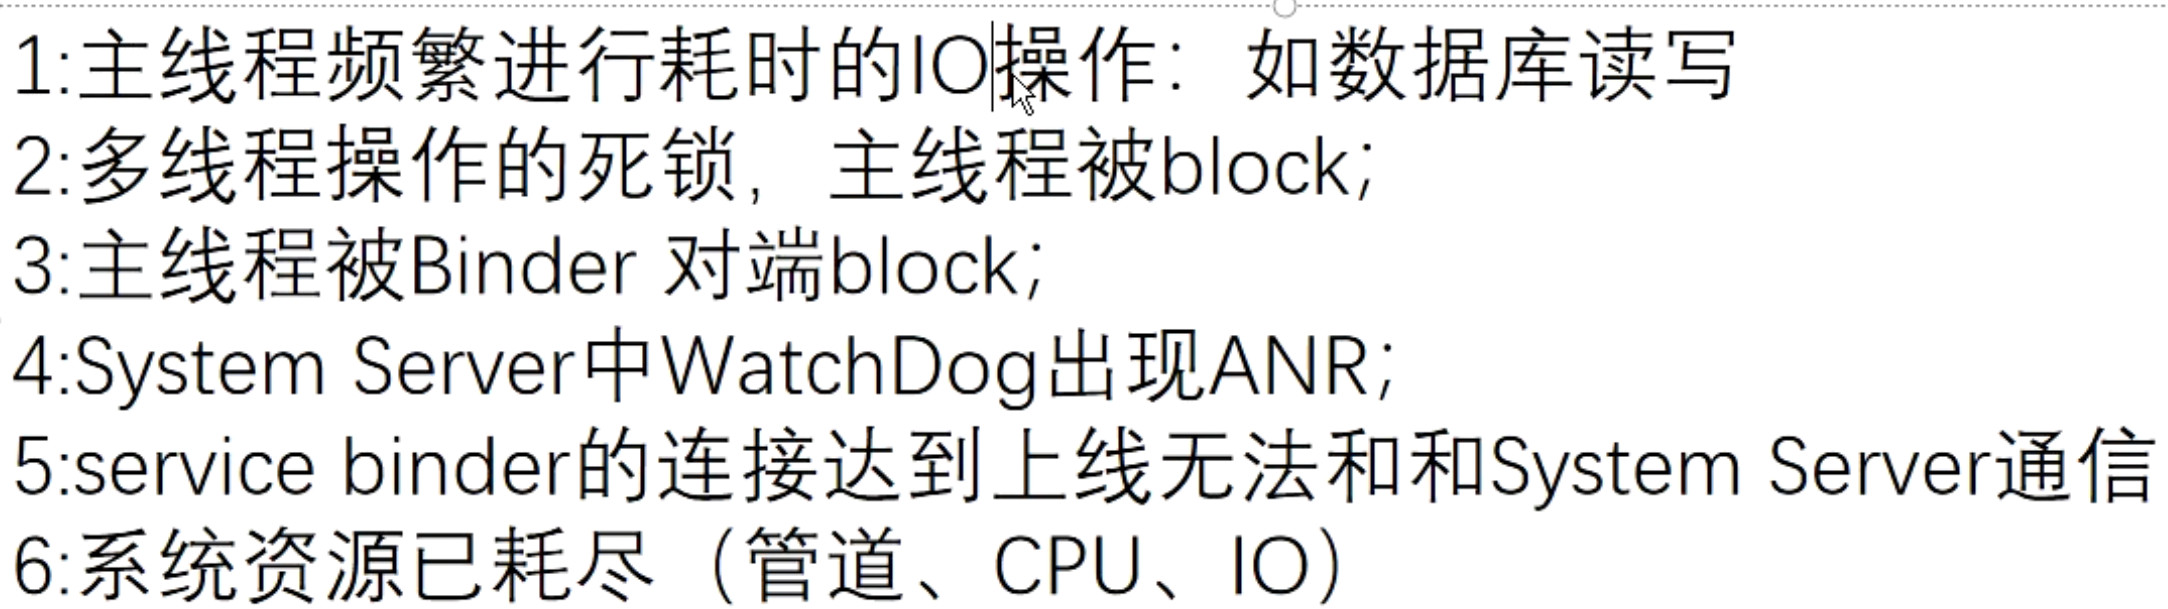 1:主线程频繁进行耗时的IO操作：如数据库读写
2:多线程操作的死锁，主线程被block;
3:主线程被Binder 对端block;
4:System Server中WatchDog出现ANR;
5:service binder的连接达到上线无法和和System Server通信
6:系统资源已耗尽（管道、CPU、IO）